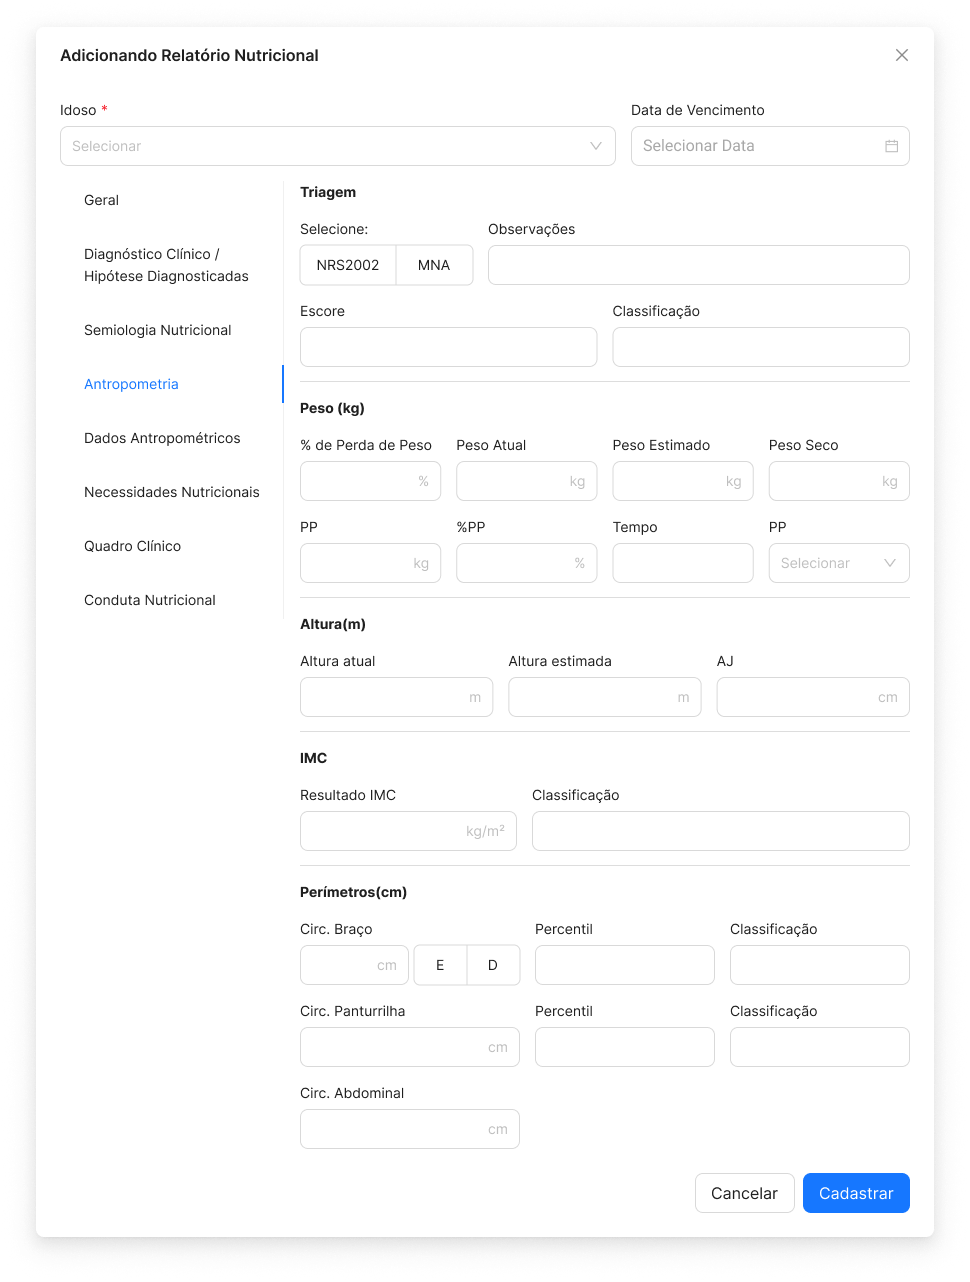 Adicionando Relatório Nutricional
Idoso *
Data de Vencimento
Selecionar
Selecionar Data
Geral
Diagnóstico Clínico /
Hipótese Diagnosticadas
Semiologia Nutricional
Antropometria
Dados Antropométricos
Necessidades Nutricionais
Quadro Clínico
Conduta Nutricional
Triagem
Selecione:
Observações
NRS2002
MNA
Escore
Classificação
Peso (kg)
% de Perda de Peso
Peso Atual
Peso Estimado
Peso Seco
%
kg
kg
kg
PP
%PP
Tempo
PP
kg
%
Selecionar
Altura(m)
Altura atual
Altura estimada
AJ
m
m
cm
IMC
Resultado IMC
Classificação
kg/m²
Perímetros(cm)
Circ. Braço
Percentil
Classificação
cm
E
D
Circ. Panturrilha
Percentil
Classificação
cm
Circ. Abdominal
cm
Cancelar
Cadastrar